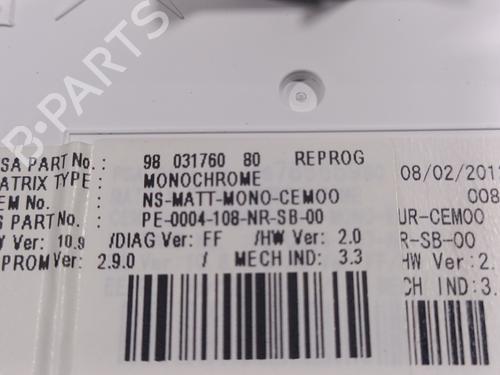 B-PARTS
SA PART No.: 98 031760 80 REPROG
ATRIX TYPE: MONOCHROME
EM No: NS-MATT-MONO-CEM00
S PART No.: PE-0004-108-NR-SB-00
V Ver: 10.9 /DIAG Ver: FF /HW Ver: 2.0
PROM Ver: 2.9.0 / MECH IND: 3.3
08/02/201
008
UR-CEM00
R-SB-00
HW Ver: 2.
CH IND: 3.